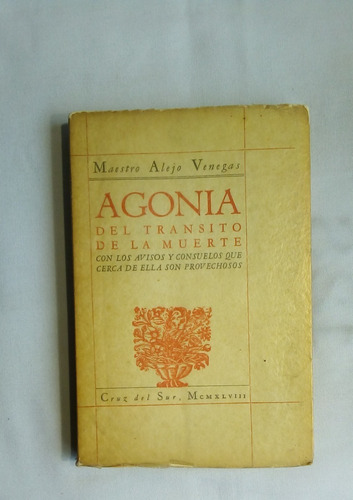 Maestro Alejo Venegas
AGONIA
DEL TRANSITO
DE LA MUERTE
CON LOS AVISOS Y CONSUELOS QUE
CERCA DE ELLA SON PROVECHOSOS
Cruz del Sur, MCMXLVIII